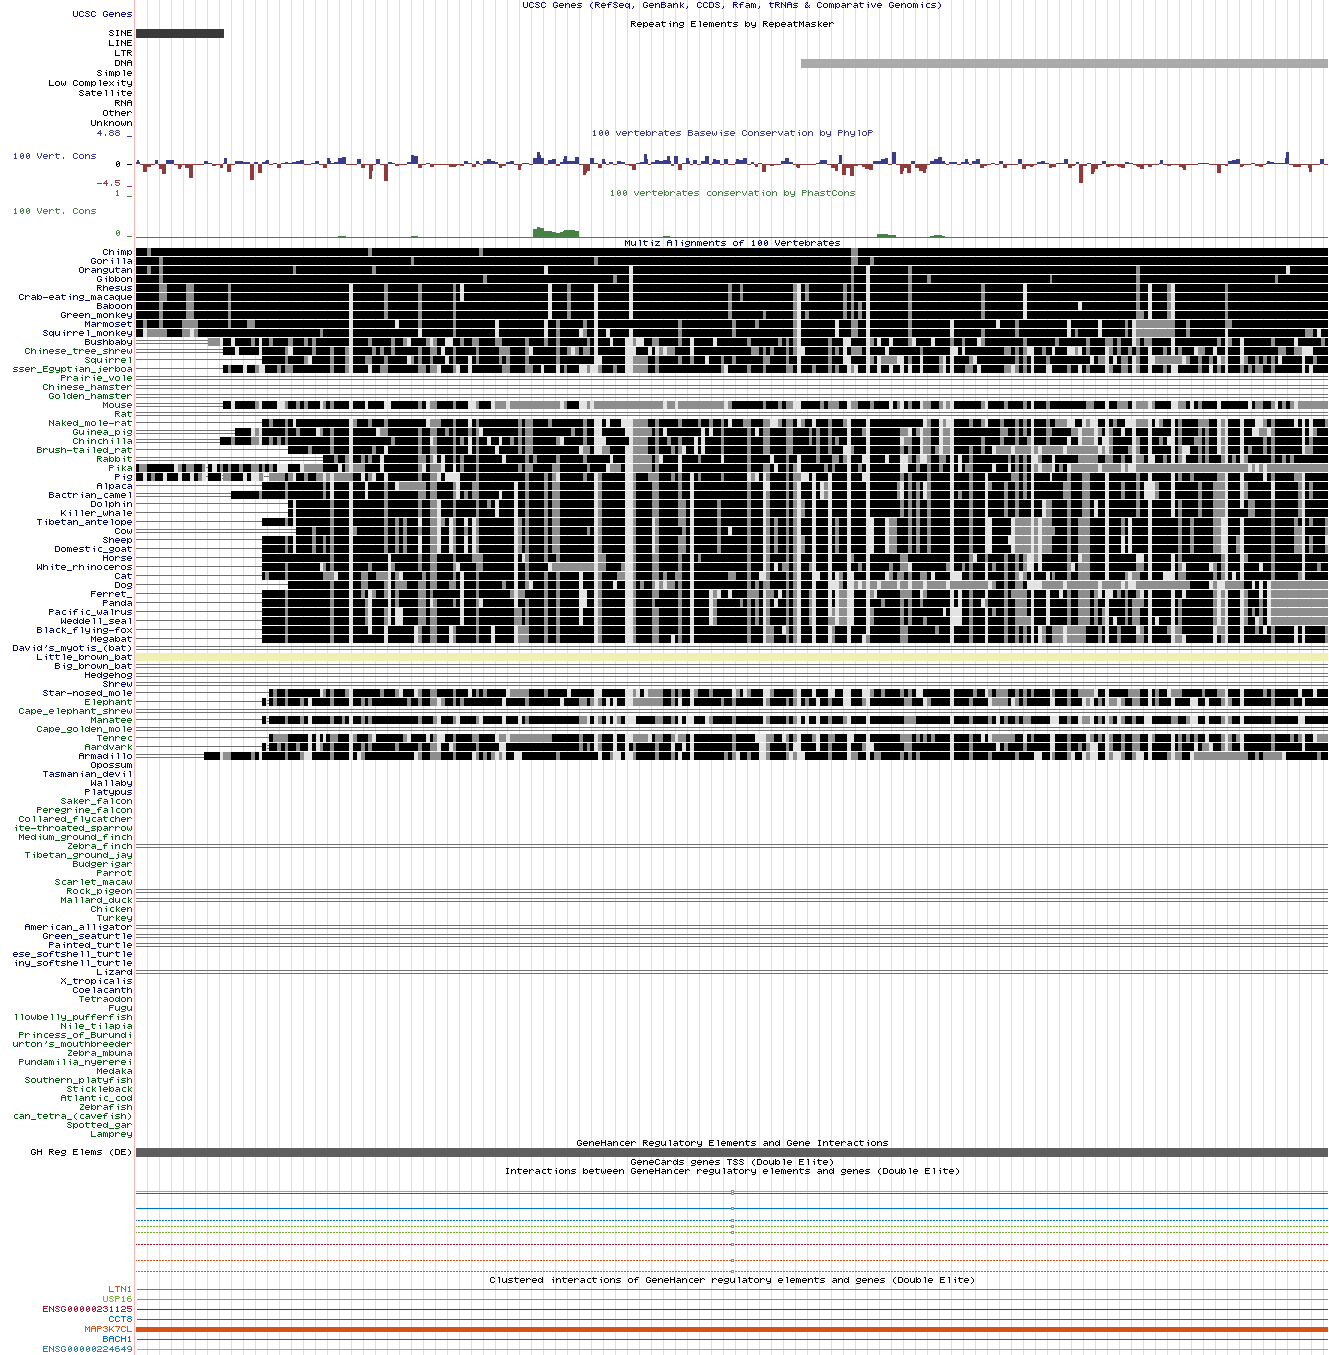 UCSC Genes (RefSeq, GenBank, CCDS, Rfam, tRNAs & Comparative Genomics)
UCSC Genes
Repeating Elements by RepeatMasker
SINE
LINE
LTR
DNA
Simple
Low Complexity
Satellite
RNA
Other
Unknown
4.88 _
100 vertebrates Basewise Conservation by PhyloP
100 Vert. Cons
0 –
-4.5 _
1 _
100 vertebrates conservation by PhastCons
100 Vert. Cons
0 _
Multiz Alignments of 100 Vertebrates
Chimp
Gorilla
Orangutan
Gibbon
Rhesus
Crab-eating_macaque
Baboon
Green_monkey
Marmoset
Squirrel_monkey
Bushbaby
Chinese_tree_shrew
Squirrel
sser_Egyptian_jerboa
Prairie_vole
Chinese_hamster
Golden_hamster
Mouse
Rat
Naked_mole-rat
Guinea_pig
Chinchilla
Brush-tailed_rat
Rabbit
Pika
Pig
Alpaca
Bactrian_camel
Dolphin
Killer_whale
Tibetan_antelope
Cow
Sheep
Domestic_goat
Horse
White_rhinoceros
Cat
Dog
Ferret_
Panda
Pacific_walrus
Weddell_seal
Black_flying-fox
Megabat
David's_myotis_(bat)
Little_brown_bat
Big_brown_bat
Hedgehog
Shrew
Star-nosed_mole
Elephant
Cape_elephant_shrew
Manatee
Cape_golden_mole
Tenrec
Aardvark
Armadillo
Opossum
Tasmanian_devil
Wallaby
Platypus
Saker_falcon
Peregrine_falcon
Collared_flycatcher
ite-throated_sparrow
Medium_ground_finch
Zebra_finch
Tibetan_ground_jay
Budgerigar
Parrot
Scarlet_macaw
Rock_pigeon
Mallard_duck
Chicken
Turkey
American_alligator
Green_seaturtle
Painted_turtle
ese_softshell_turtle
iny_softshell_turtle
Lizard
X_tropicalis
Coelacanth
Tetraodon
Fugu
llowbelly_pufferfish
Nile_tilapia
Princess_of_Burundi
urton's_mouthbreeder
Zebra_mbuna
Pundamilia_nyererei
Medaka
Southern_platyfish
Stickleback
Atlantic_cod
Zebrafish
can_tetra_(cavefish)
Spotted_gar
Lamprey
GeneHancer Regulatory Elements and Gene Interactions
GH Reg Elems (DE)
GeneCards genes TSS (Double Elite)
Interactions between GeneHancer regulatory elements and genes (Double Elite)
Clustered interactions of GeneHancer regulatory elements and genes (Double Elite)
LTN1
USP16
ENSG00000231125
CCT8
MAP3K7CL
BACH1
ENSG00000224649